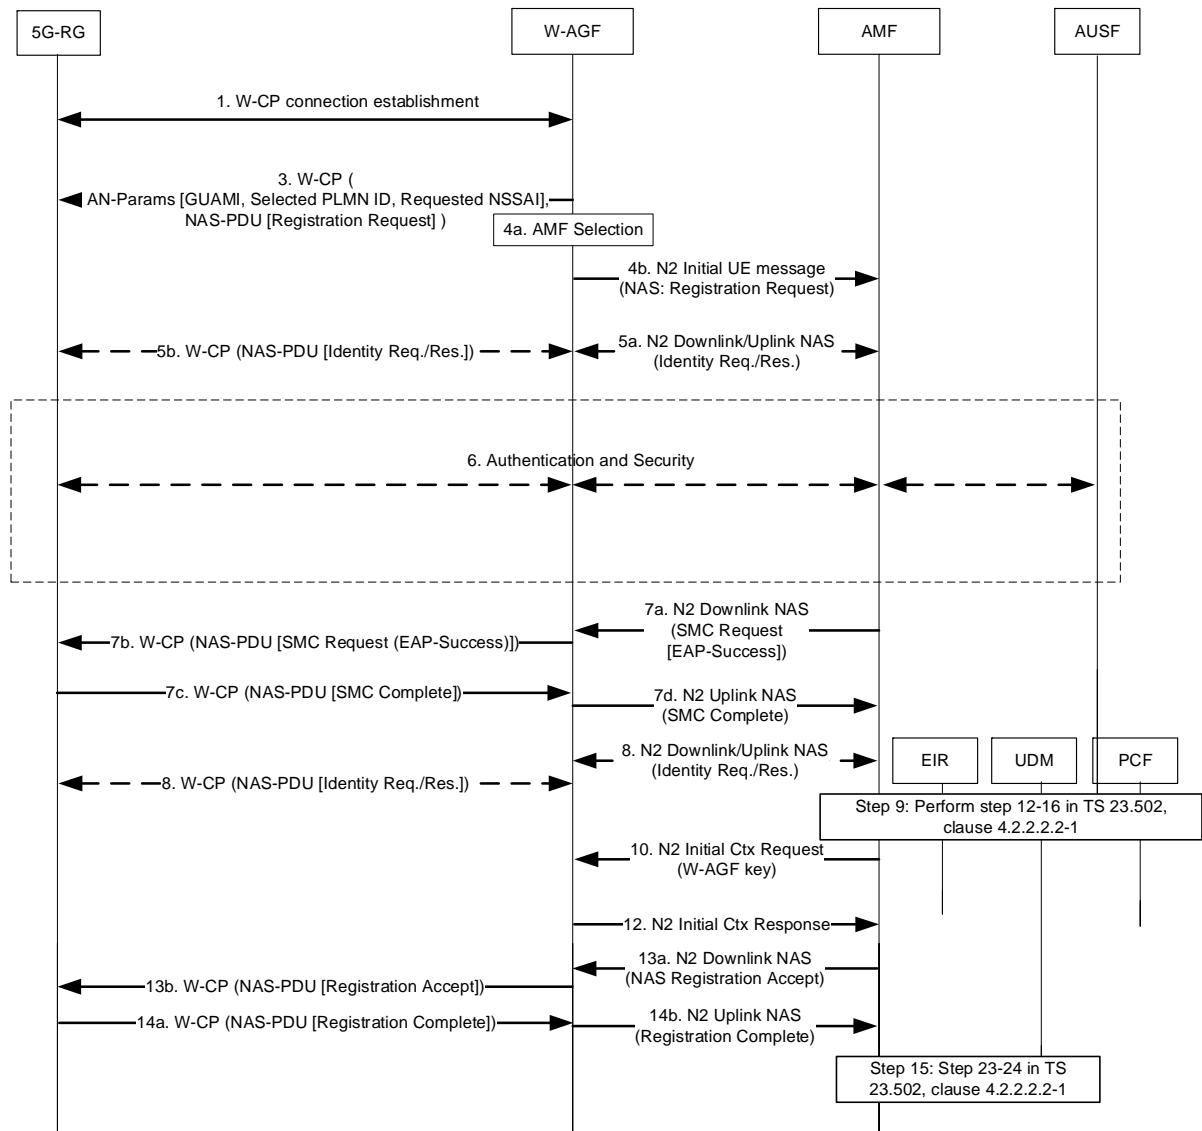 5G-RG
W-AGF
AMF
AUSF
1. W-CP connection establishment
3. W-CP (
AN-Params [GUAMI, Selected PLMN ID, Requested NSSAI],
NAS-PDU [Registration Request] )
4a. AMF Selection
4b. N2 Initial UE message
(NAS: Registration Request)
5b. W-CP (NAS-PDU [Identity Req./Res.])
5a. N2 Downlink/Uplink NAS
(Identity Req./Res.)
6. Authentication and Security
7a. N2 Downlink NAS
(SMC Request
[EAP-Success])
7b. W-CP (NAS-PDU [SMC Request (EAP-Success)])
7c. W-CP (NAS-PDU [SMC Complete])
7d. N2 Uplink NAS
(SMC Complete)
8. N2 Downlink/Uplink NAS
(Identity Req./Res.)
8. W-CP (NAS-PDU [Identity Req./Res.])
EIR
UDM
PCF
Step 9: Perform step 12-16 in TS 23.502,
clause 4.2.2.2.2-1
10. N2 Initial Ctx Request
(W-AGF key)
12. N2 Initial Ctx Response
13a. N2 Downlink NAS
(NAS Registration Accept)
13b. W-CP (NAS-PDU [Registration Accept])
14a. W-CP (NAS-PDU [Registration Complete])
14b. N2 Uplink NAS
(Registration Complete)
Step 15: Step 23-24 in TS
23.502, clause 4.2.2.2.2-1